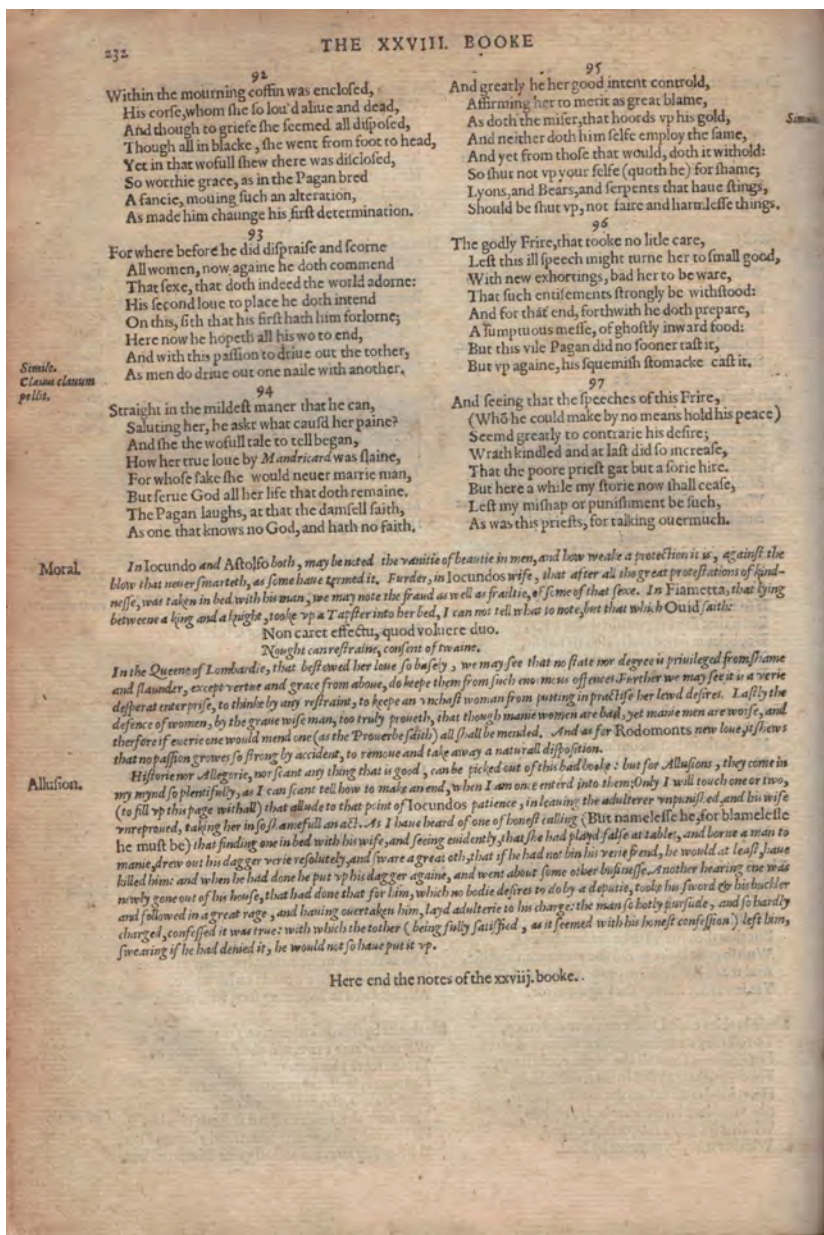 232
THE XXVIII. BOOKE
92
Within the mourning coffin was enclosed,
His corse,whom ſhe ſo lou'd aliue and dead,
And though to griefe ſhe ſeemed all diſpoſed,
Though all in blacke, ſhe went from foot to head,
Yet in that wofull ſhew there was diſcloſed,
So worthie grace, as in the Pagan bred
A fancie, mouing ſuch an alteration,
As made him chaunge his firſt determination.
93
For where before he did diſpraiſe and ſcorne
All women, now againe he doth commend
That ſexe, that doth indeed the world adorne:
His ſecond loue to place he doth intend
On this, ſith that his firſt hath him forlorne;
Here now he hopeth all his wo to end,
And with this paſſion to driue out the tother,
As men do driue out one naile with another.
Simile.
Clauus clauum
pellit.
94
Straight in the mildeſt maner that he can,
Saluting her, he askt what cauſd her paine?
And ſhe the wofull tale to tell began,
How her true loue by Mandricard was ſlaine,
For whoſe ſake ſhe would neuer marrie man,
But ſerue God all her life that doth remaine.
The Pagan laughs, at that the damſell ſaith,
As one that knows no God, and hath no faith.
95
And greatly he her good intent controld,
Affirming her to merit as great blame,
As doth the miſer,that hoords vp his gold,
And neither doth him ſelfe employ the ſame,
And yet from thoſe that would, doth it withold:
So ſhut not vp your ſelfe (quoth he) for ſhame;
Lyons,and Bears,and ſerpents that haue ſtings,
Should be ſhut vp, not faire and harmleſſe things.
96
The godly Frire,that tooke no litle care,
Leſt this ill ſpeech might turne her to ſmall good,
With new exhortings, bad her to be ware,
That ſuch entiſements ſtrongly be withſtood:
And for that end, forthwith he doth prepare,
A ſumptuous meſſe, of ghoſtly inward food:
But this vile Pagan did no ſooner taſt it,
But vp againe, his ſquemiſh ſtomacke caſt it.
97
And ſeeing that the ſpeeches of this Frire,
(Whō he could make by no means hold his peace)
Seemd greatly to contrarie his deſire;
Wrath kindled and at laſt did ſo increaſe,
That the poore prieſt gat but a ſorie hire.
But here a while my ſtorie now ſhall ceaſe,
Leſt my miſhap or puniſhment be ſuch,
As was this prieſts, for talking ouermuch.
Moral.
In Iocundo and Aſtolfo both, may be noted the vanitie of beautie in men, and how weake a protection it is, againſt the
blow that neuer ſmarteth, as ſome haue termed it. Furder, in Iocundos wife, that after all the great proteſtations of kind-
neſſe, was taken in bed with his man, we may note the fraud as well as frailtie, of ſome of that ſexe. In Fiametta, that lying
betweene a king and a knight, tooke vp a Tapſter into her bed, I can not tell what to note, but that which Ouid ſaith:
Non caret effectu, quod voluere duo.
Nought can reſtraine, conſent of twaine.
In the Queene of Lombardie, that beſtowed her loue ſo baſely, we may ſee that no ſtate nor degree is priuileged from ſhame
and ſlaunder, except vertue and grace from aboue, do keepe them from ſuch enormous offences. Further we may ſee it is a verie
deſperat enterpriſe, to thinke by any reſtraint, to keepe an vnchaſt woman from putting in practiſe her lewd deſires. Laſtly the
defence of women, by the graue wiſe man, too truly proueth, that though manie women are bad, yet manie men are worſe, and
therfore if euerie one would mend one (as the Prouerbe ſaith) all ſhall be mended. And as for Rodomonts new loue, it ſhews
that no paſſion growes ſo ſtrong by accident, to remoue and take away a naturall diſpoſition.
Hiſtorie nor Allegorie, nor ſcant any thing that is good, can be picked out of this bad booke: but for Alluſions, they come in
Alluſion.
my mynd ſo plentifully, as I can ſcant tell how to make an end, when I am once enterd into them; Only I will touch one or two,
(to fill vp this page withall) that allude to that point of Iocundos patience, in leauing the adulterer vnpuniſhed, and his wife
vnreproued, taking her in ſo ſhamefull an act. As I haue heard of one of honeſt calling (But nameleſſe he, for blameleſſe
he muſt be) that finding one in bed with his wife, and ſeeing euidently, that ſhe had playd falſe at tables, and borne a man to
manie, drew out his dagger verie reſolutely, and ſware a great oth, that if he had not bin his verie frend, he would at leaſt, haue
killed him: and when he had done he put vp his dagger againe, and went about ſome other buſineſſe. Another hearing one was
newly gone out of his houſe, that had done that for him, which no bodie deſires to do by a deputie, tooke his ſword & his buckler
and followed in a great rage, and hauing ouertaken him, layd adulterie to his charge: the man ſo hotly purſude, and ſo hardly
charged, confeſſed it was true: with which the tother (being fully ſatiſfied, as it ſeemed with his honeſt confeſſion) left him,
ſwearing if he had denied it, he would not ſo haue put it vp.
Here end the notes of the xxviij. booke.